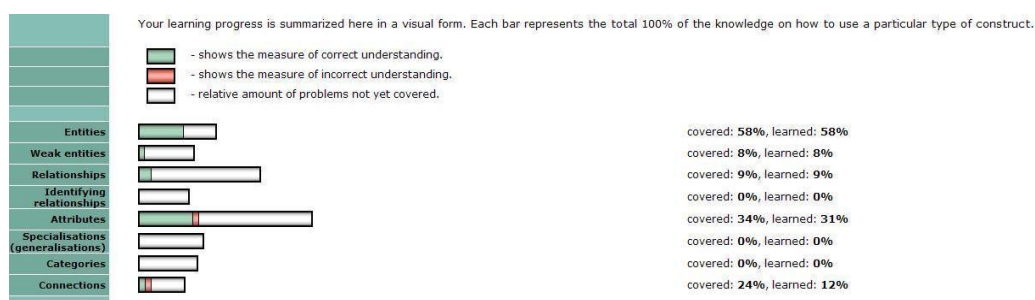 Your learning progress is summarized here in a visual form. Each bar represents the total 100% of the knowledge on how to use a particular type of construct.
- shows the measure of correct understanding.
- shows the measure of incorrect understanding.
- relative amount of problems not yet covered.
Entities covered: 58%, learned: 58%
Weak entities covered: 8%, learned: 8%
Relationships covered: 9%, learned: 9%
Identifying
relationships covered: 0%, learned: 0%
Attributes covered: 34%, learned: 31%
Specialisations
(generalisations) covered: 0%, learned: 0%
Categories covered: 0%, learned: 0%
Connections covered: 24%, learned: 12%